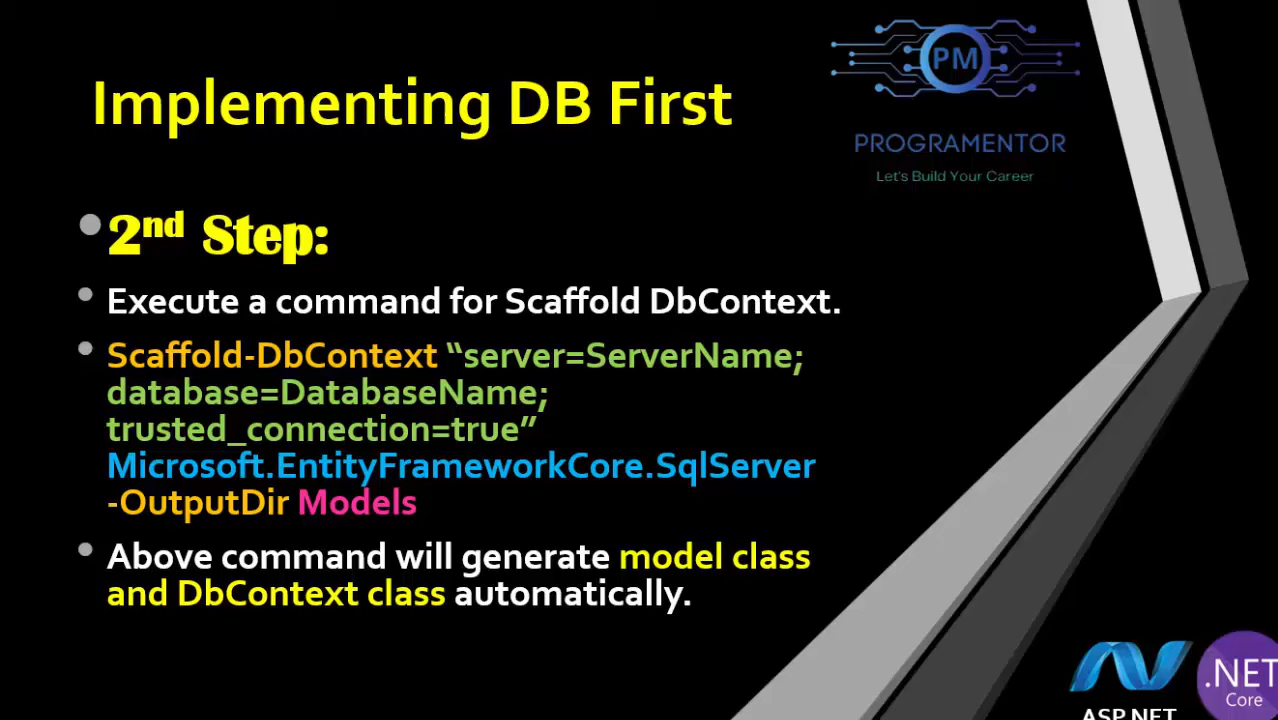 PM
PROGRAMENTOR
Let's Build Your Career
Implementing DB First
2nd Step:
Execute a command for Scaffold DbContext.
Scaffold-DbContext “server=ServerName;
database=DatabaseName;
trusted_connection=true”
Microsoft.EntityFrameworkCore.SqlServer
-OutputDir Models
Above command will generate model class
and DbContext class automatically.
.NET
Core
ASP.NET